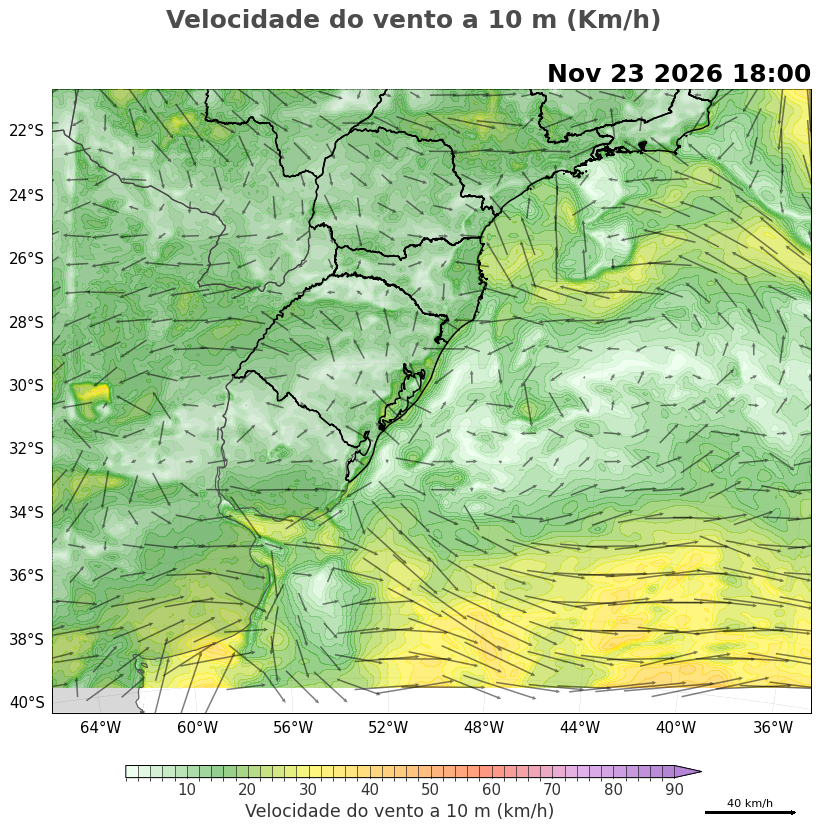 Velocidade do vento a 10 m (Km/h)
Nov 23 2026 18:00
22°S
24°S
26°S
28°S
30°S
32°S
34°S
36°S
38°S
40°S
64°W 60°W 56°W 52°W 48°W 44°W 40°W 36°W
10 20 30 40 50 60 70 80 90
Velocidade do vento a 10 m (km/h)
40 km/h